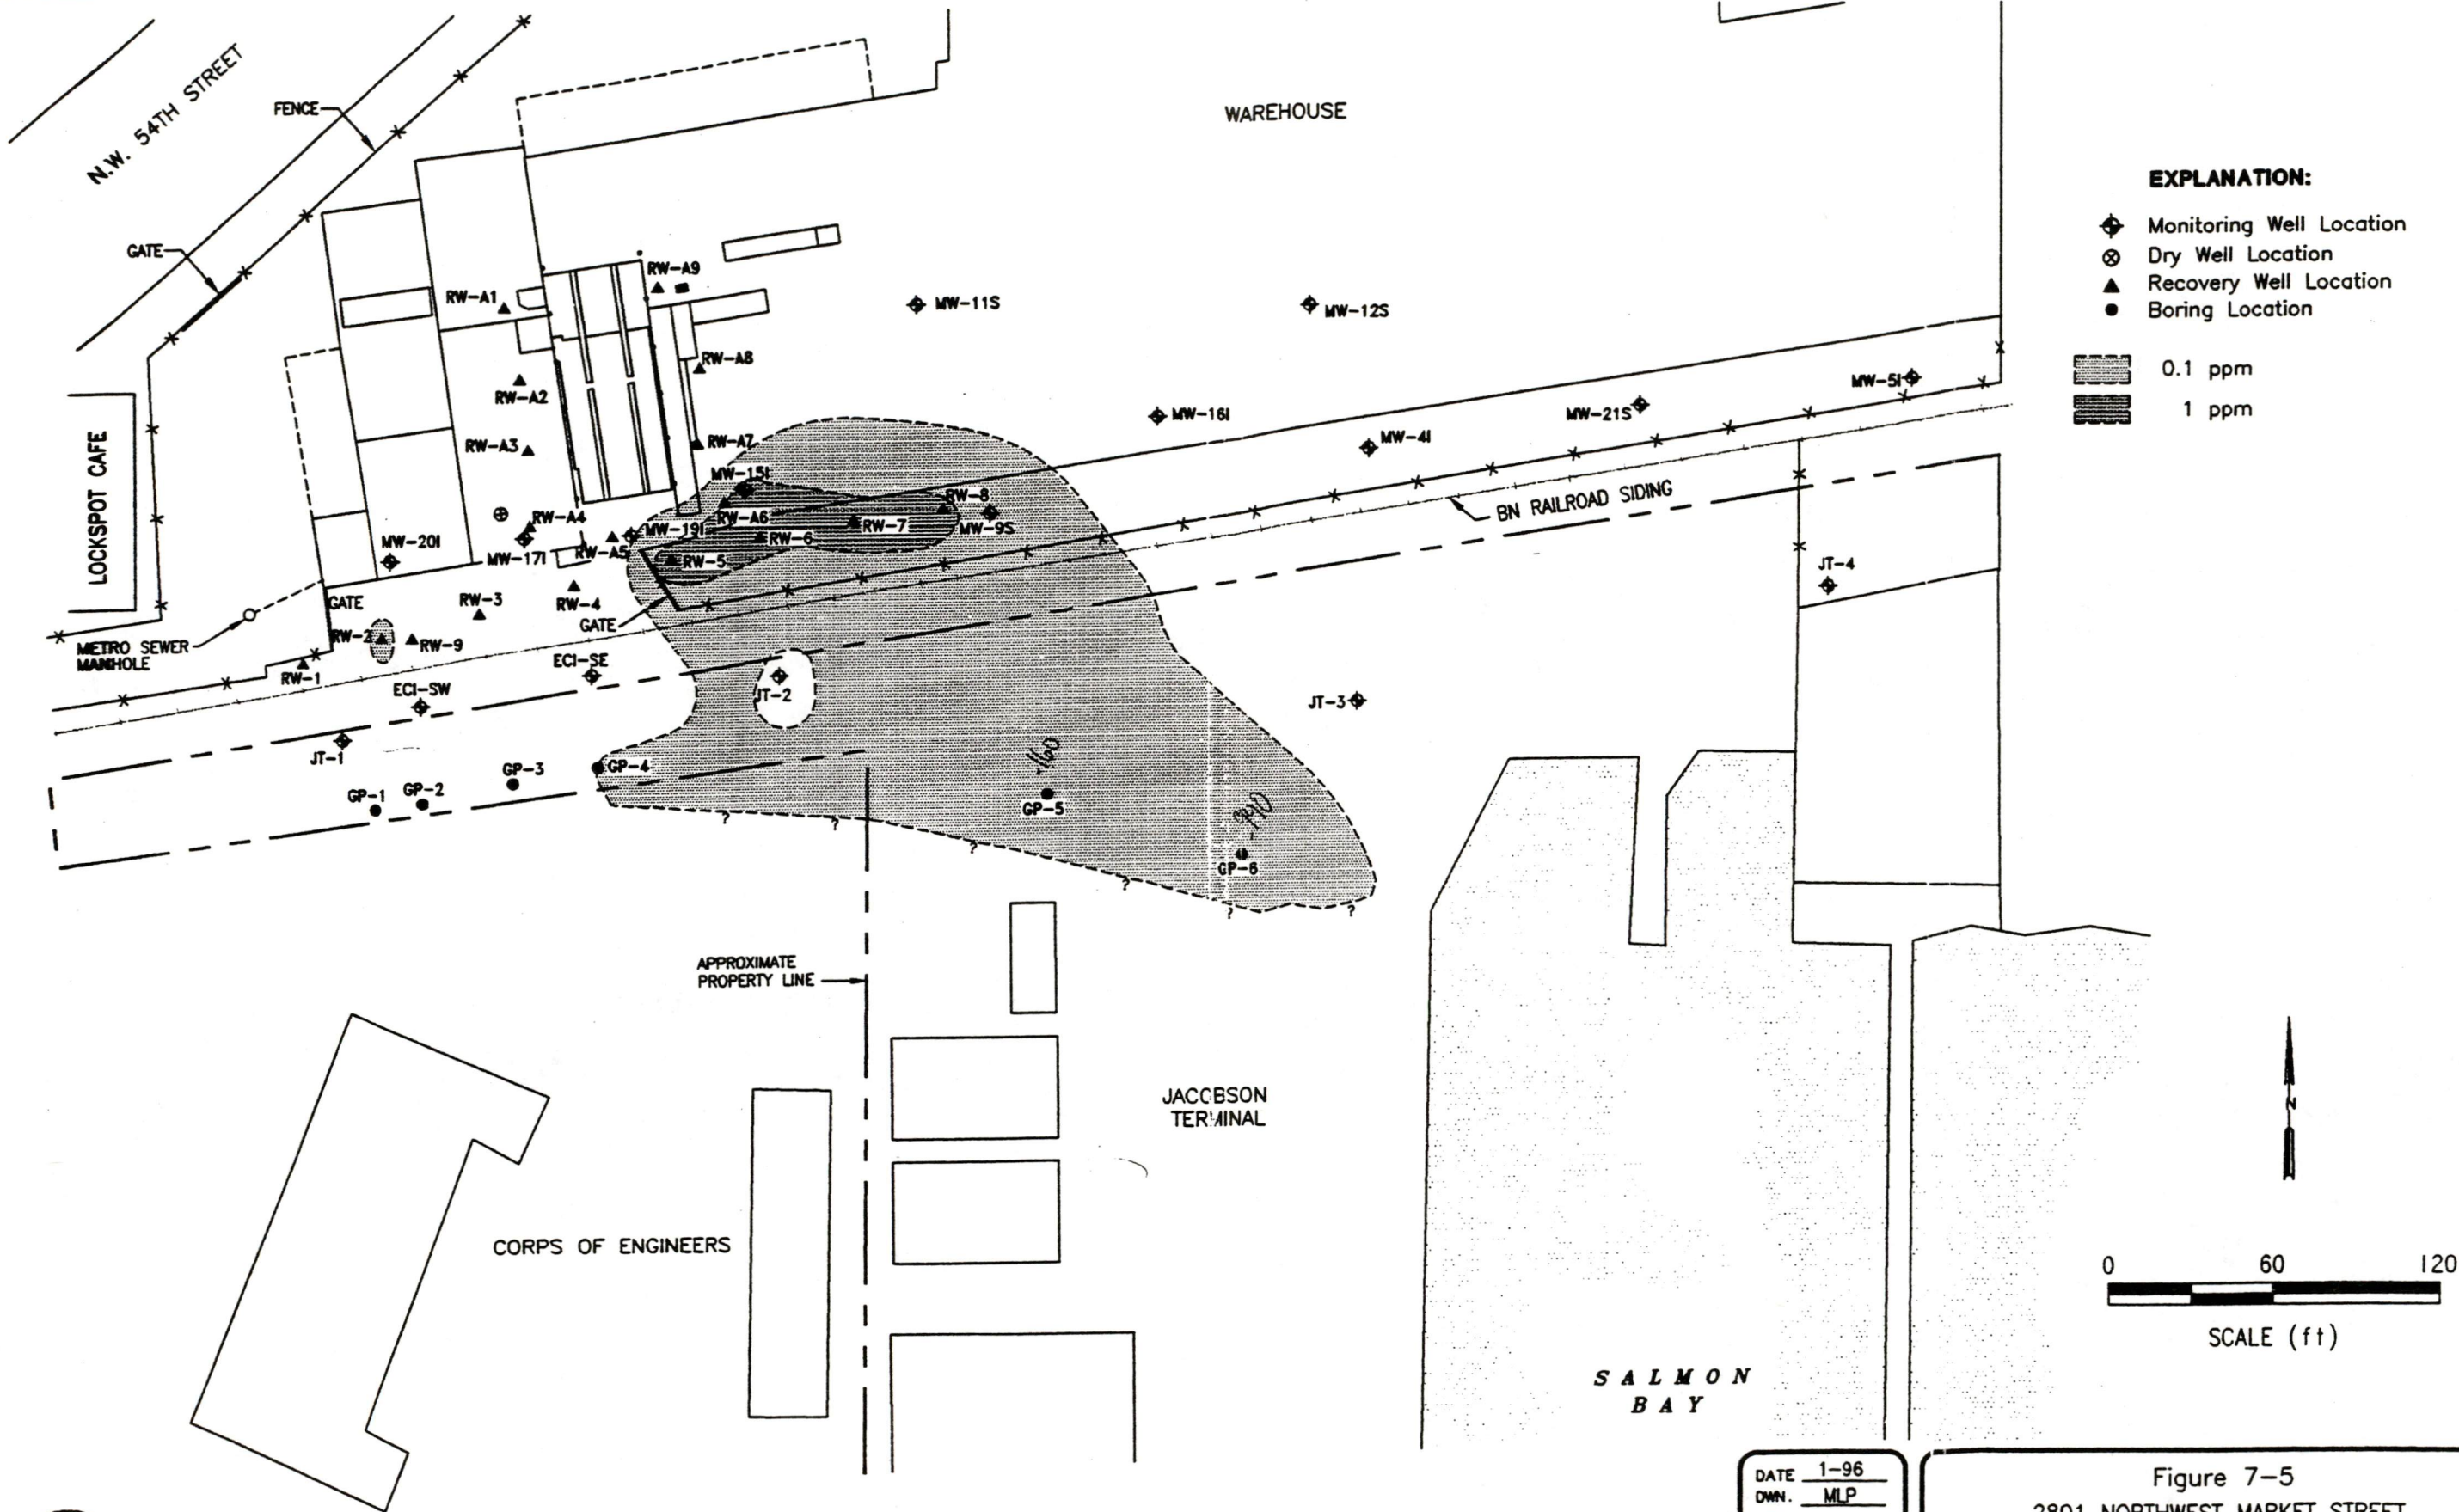 N.W. 54TH STREET
FENCE
WAREHOUSE
EXPLANATION:
Monitoring Well Location
Dry Well Location
Recovery Well Location
Boring Location
0.1 ppm
1 ppm
GATE
RW-A9
RW-A1
MW-11S
MW-12S
RW-A8
RW-A2
MW-16I
MW-5I
MW-21S
MW-4I
RW-A3
RW-A7
MW-15I
LOCKSPOT CAFE
RW-8
RW-A6
RW-7
MW-9S
BN RAILROAD SIDING
RW-A4
MW-19I
RW-6
MW-20I
MW-17I
RW-A5
RW-5
JT-4
GATE
RW-3
RW-4
GATE
RW-2
RW-9
METRO SEWER
MANHOLE
RW-1
ECI-SE
ECI-SW
JT-2
JT-3
JT-1
GP-4
GP-3
GP-2
GP-1
160
GP-5
GP-6
? ? ? ? ? ?
APPROXIMATE
PROPERTY LINE
JACOBSON
TERMINAL
N
CORPS OF ENGINEERS
0 60 120
SCALE (ft)
SALMON
BAY
DATE 1-96
DWN. MLP
Figure 7-5
2801 NORTHWEST MARKET STREET